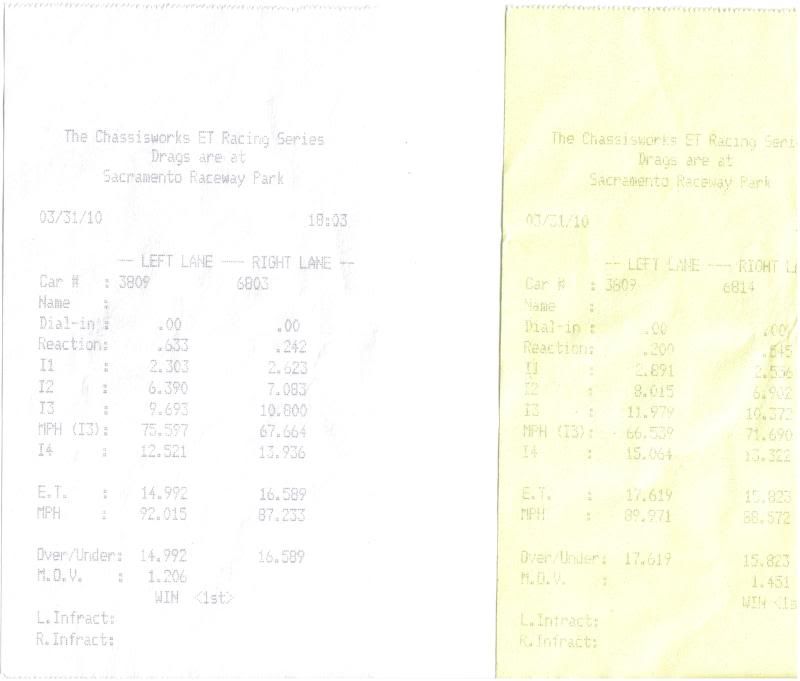 The Chassisworks ET Racing Series
Drags are at
Sacramento Raceway Park
03/31/10 18:03
-- LEFT LANE ---- RIGHT LANE --
Car # : 3809 6803
Name :
Dial-in : .00 .00
Reaction: .633 .242
I1 : 2.303 2.623
I2 : 6.390 7.083
I3 : 9.693 10.800
MPH (I3): 75.597 67.664
I4 : 12.521 13.936
E.T. : 14.992 16.589
MPH : 92.015 87.233
Over/Under: 14.992 16.589
M.O.V. : 1.206
WIN <1st>
L.Infract:
R.Infract:
The Chassisworks ET Racing Seri
Drags are at
Sacramento Raceway Park
03/31/10
-- LEFT LANE --- RIGHT LA
Car # : 3809 6814
Name :
Dial-in : .00 .00
Reaction: .200 .545
I1 : 2.891 2.536
I2 : 8.015 6.902
I3 : 11.979 10.372
MPH (I3): 66.539 71.690
I4 : 15.064 13.322
E.T. : 17.619 15.823
MPH : 89.971 88.572
Over/Under: 17.619 15.823
M.O.V. : 1.451
WIN <1s
L.Infract:
R.Infract: